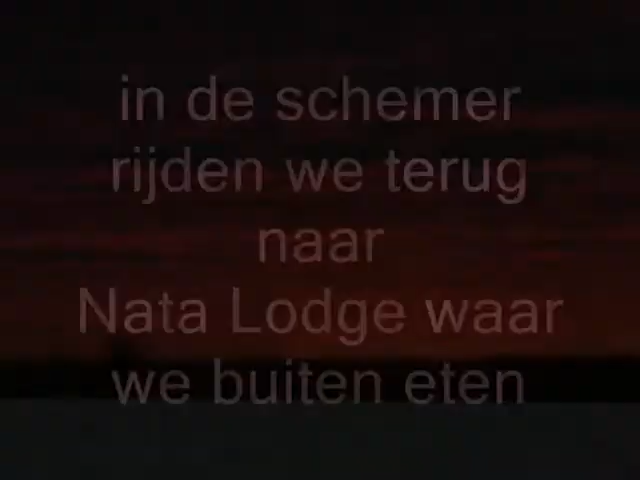 in de schemer
rijden we terug
naar
Nata Lodge waar
we buiten eten